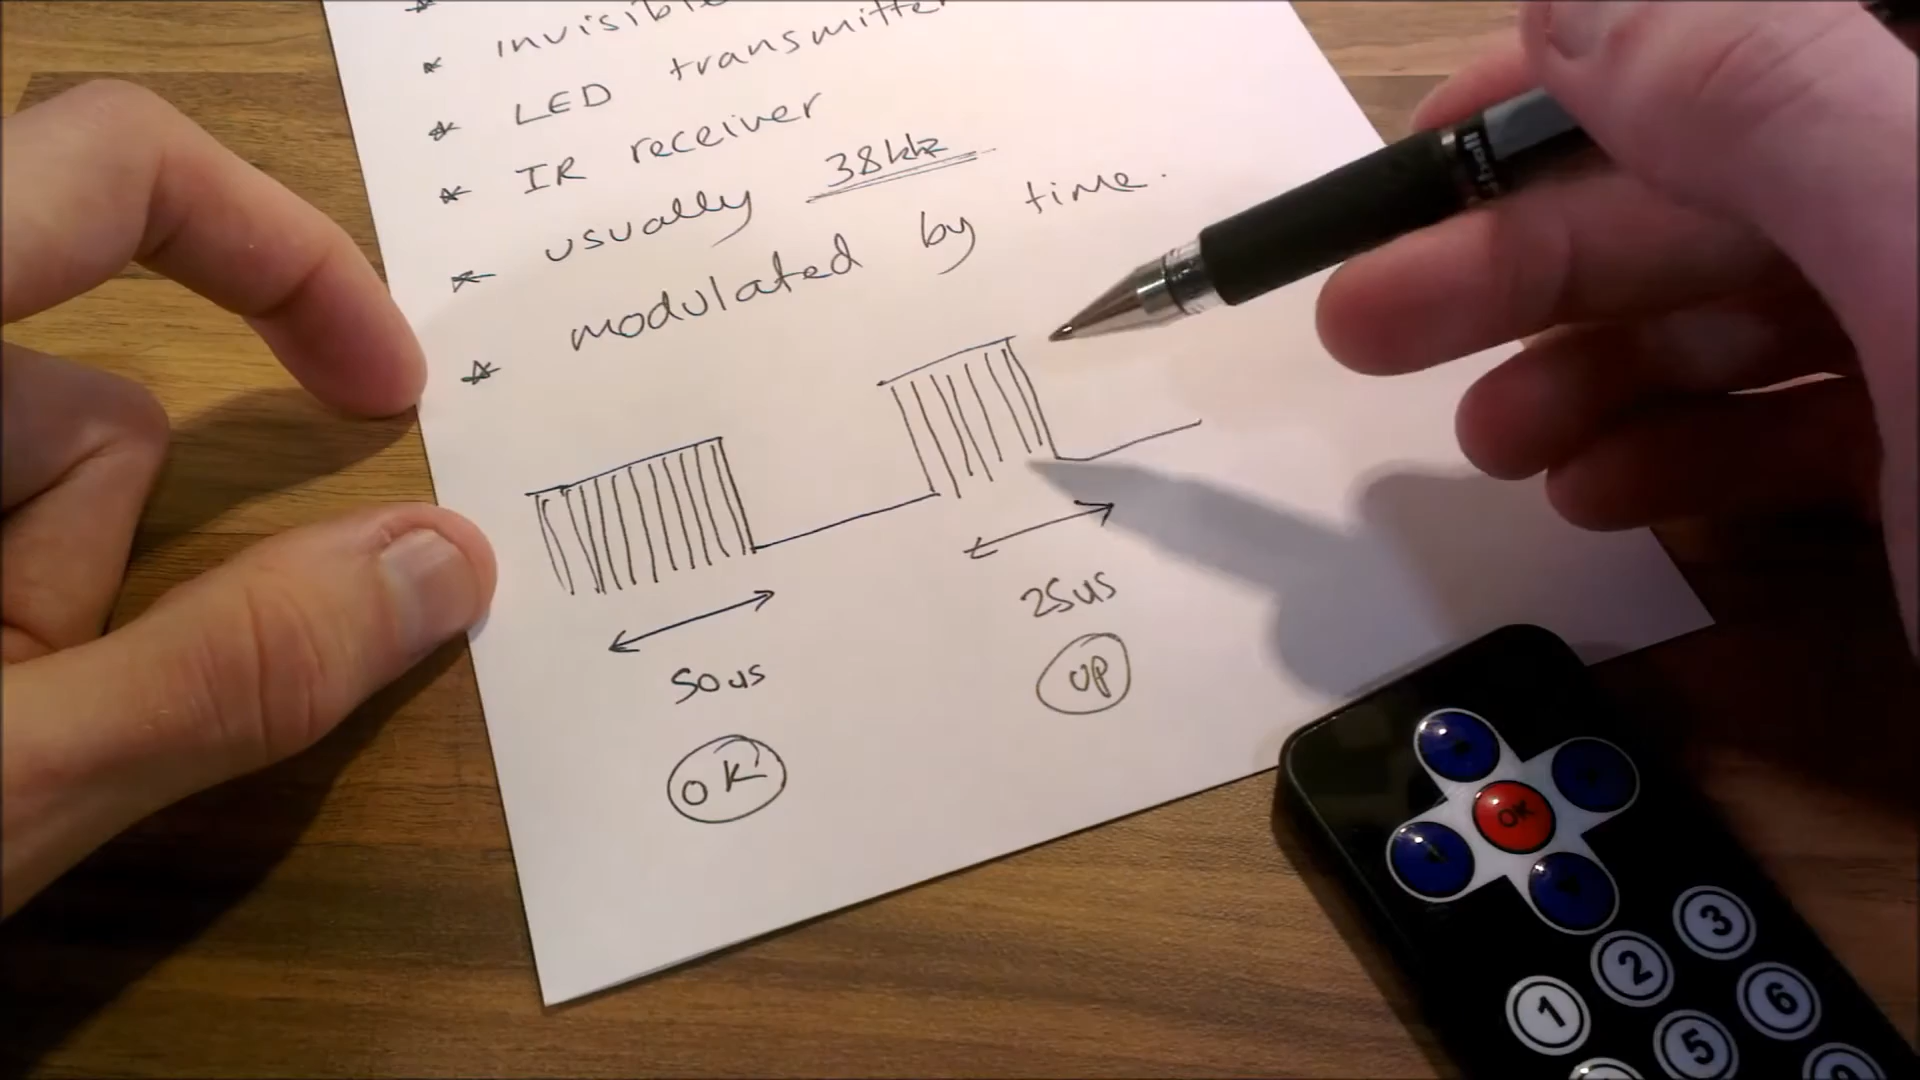 * invisible
* LED transmitter
* IR receiver
* usually 38khz
* modulated by time.
50us
25us
OK
UP
OK
3
2
1
6
5